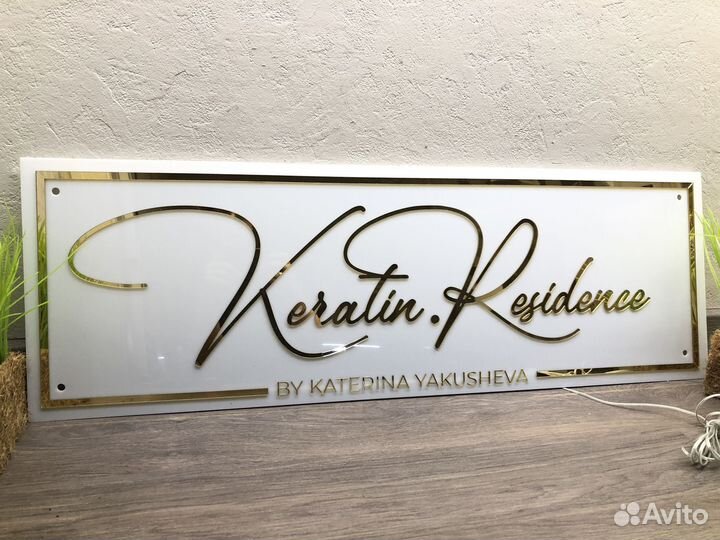 Keratin.Residence
BY KATERINA YAKUSHEVA
Avito